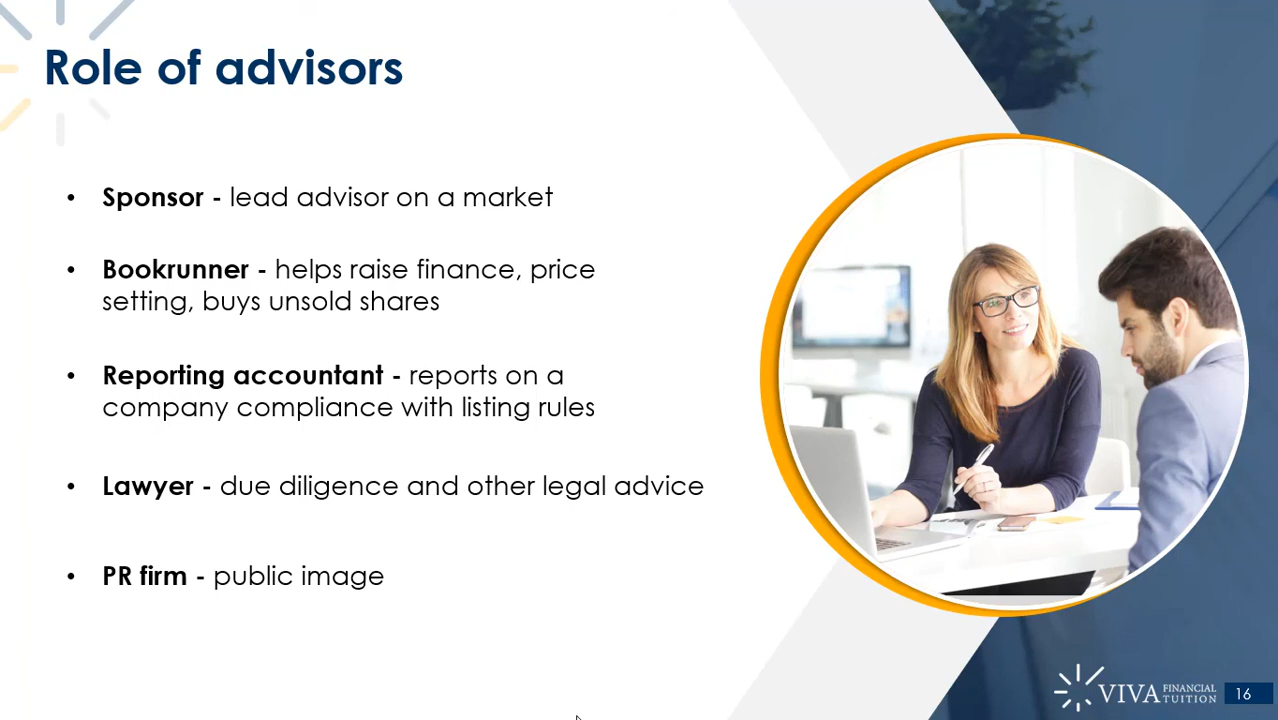 Role of advisors
• Sponsor - lead advisor on a market
• Bookrunner - helps raise finance, price
setting, buys unsold shares
• Reporting accountant - reports on a
company compliance with listing rules
• Lawyer - due diligence and other legal advice
• PR firm - public image
VIVA FINANCIAL
TUITION
16